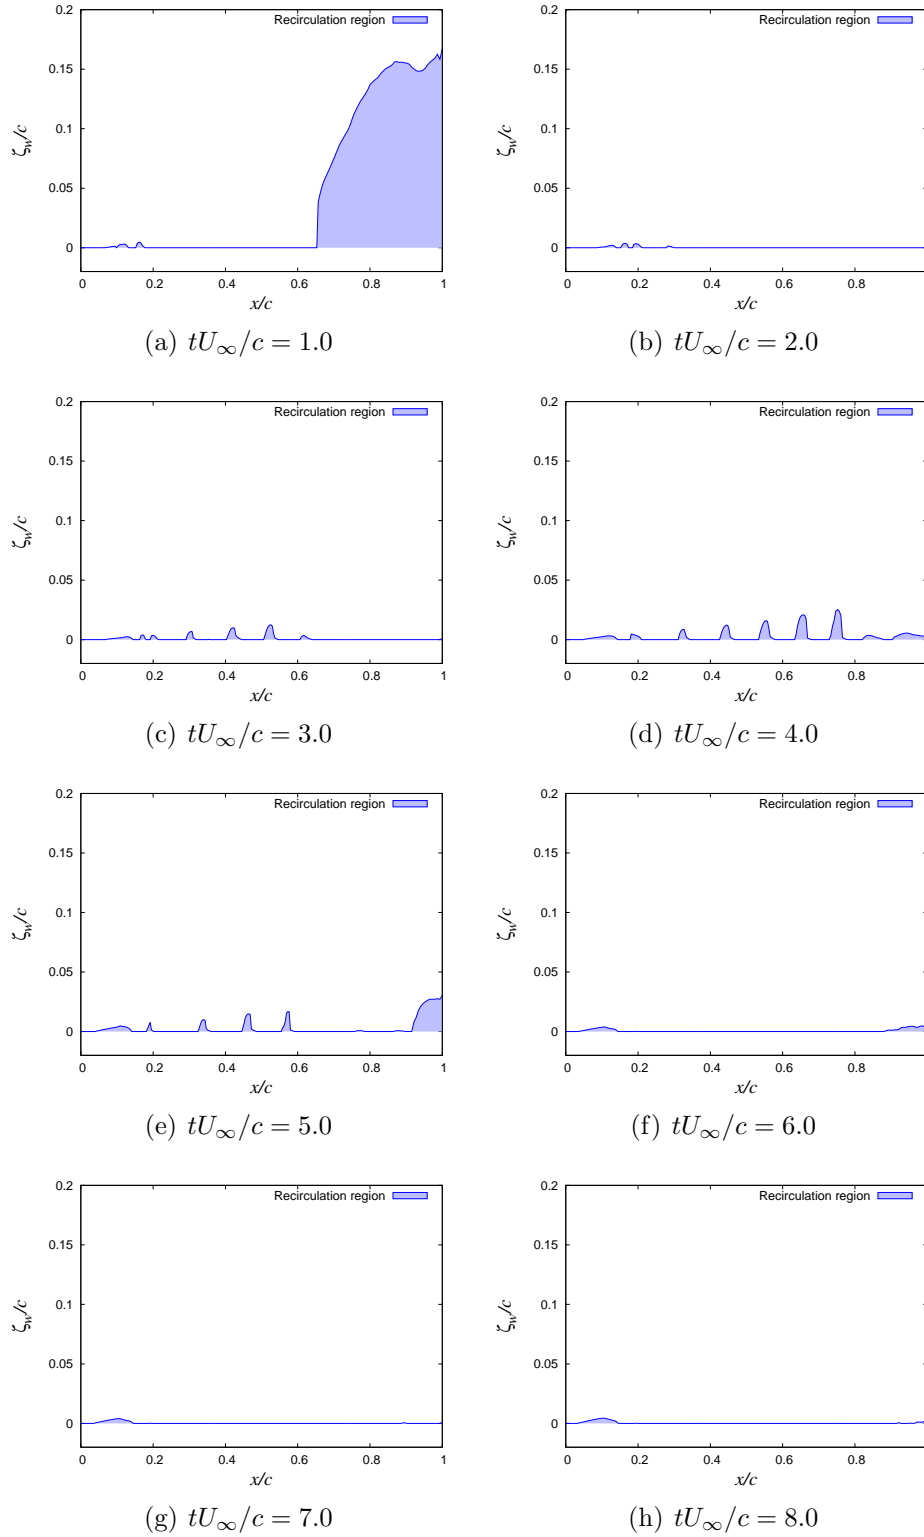 0.2
Recirculation region
0.15
0.1
0.05
0
ζw/c
0 0.2 0.4 0.6 0.8 1
x/c
(a) tU∞/c = 1.0
0.2
Recirculation region
0.15
0.1
0.05
0
ζw/c
0 0.2 0.4 0.6 0.8
x/c
(b) tU∞/c = 2.0
0.2
Recirculation region
0.15
0.1
0.05
0
ζw/c
0 0.2 0.4 0.6 0.8 1
x/c
(c) tU∞/c = 3.0
0.2
Recirculation region
0.15
0.1
0.05
0
ζw/c
0 0.2 0.4 0.6 0.8
x/c
(d) tU∞/c = 4.0
0.2
Recirculation region
0.15
0.1
0.05
0
ζw/c
0 0.2 0.4 0.6 0.8 1
x/c
(e) tU∞/c = 5.0
0.2
Recirculation region
0.15
0.1
0.05
0
ζw/c
0 0.2 0.4 0.6 0.8
x/c
(f) tU∞/c = 6.0
0.2
Recirculation region
0.15
0.1
0.05
0
ζw/c
0 0.2 0.4 0.6 0.8 1
x/c
(g) tU∞/c = 7.0
0.2
Recirculation region
0.15
0.1
0.05
0
ζw/c
0 0.2 0.4 0.6 0.8
x/c
(h) tU∞/c = 8.0